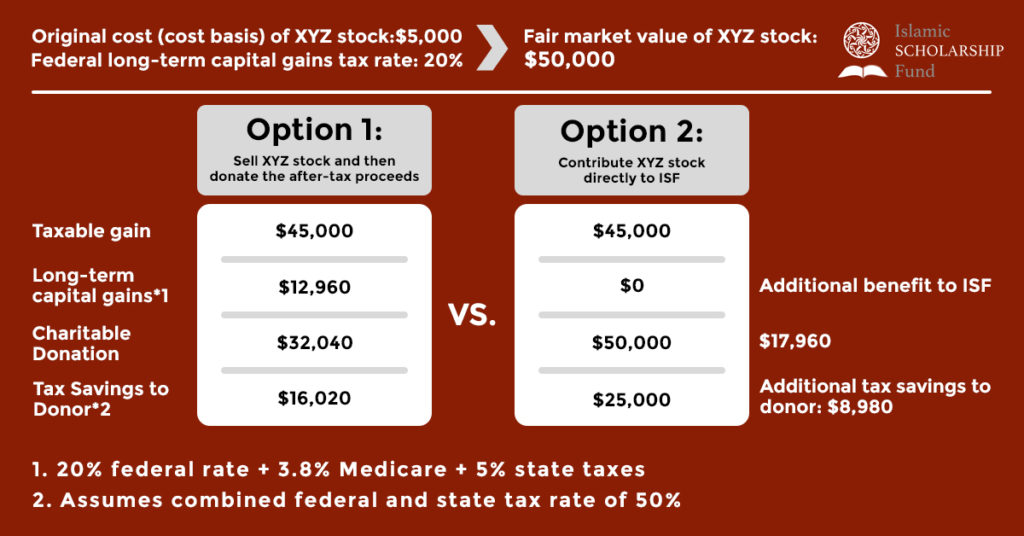 Original cost (cost basis) of XYZ stock:$5,000
Federal long-term capital gains tax rate: 20%
Fair market value of XYZ stock:
$50,000
Islamic
SCHOLARSHIP
Fund
Option 1:
Sell XYZ stock and then
donate the after-tax proceeds
Option 2:
Contribute XYZ stock
directly to ISF
Taxable gain
$45,000
$45,000
Long-term
capital gains*1
$12,960
$0
Additional benefit to ISF
VS.
Charitable
Donation
$32,040
$50,000
$17,960
Tax Savings to
Donor*2
$16,020
$25,000
Additional tax savings to
donor: $8,980
1. 20% federal rate + 3.8% Medicare + 5% state taxes
2. Assumes combined federal and state tax rate of 50%